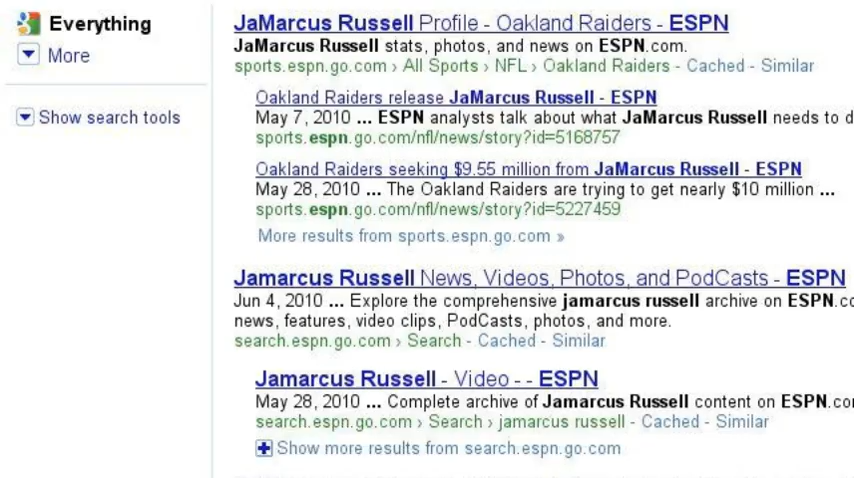 Everything
More
Show search tools
JaMarcus Russell Profile - Oakland Raiders - ESPN
JaMarcus Russell stats, photos, and news on ESPN.com.
sports.espn.go.com › All Sports › NFL › Oakland Raiders - Cached - Similar
Oakland Raiders release JaMarcus Russell - ESPN
May 7, 2010 ... ESPN analysts talk about what JaMarcus Russell needs to d
sports.espn.go.com/nfl/news/story?id=5168757
Oakland Raiders seeking $9.55 million from JaMarcus Russell - ESPN
May 28, 2010 ... The Oakland Raiders are trying to get nearly $10 million ...
sports.espn.go.com/nfl/news/story?id=5227459
More results from sports.espn.go.com »
Jamarcus Russell News, Videos, Photos, and PodCasts - ESPN
Jun 4, 2010 ... Explore the comprehensive jamarcus russell archive on ESPN.co
news, features, video clips, PodCasts, photos, and more.
search.espn.go.com › Search - Cached - Similar
Jamarcus Russell - Video - - ESPN
May 28, 2010 ... Complete archive of Jamarcus Russell content on ESPN.co
search.espn.go.com › Search › jamarcus russell - Cached - Similar
Show more results from search.espn.go.com